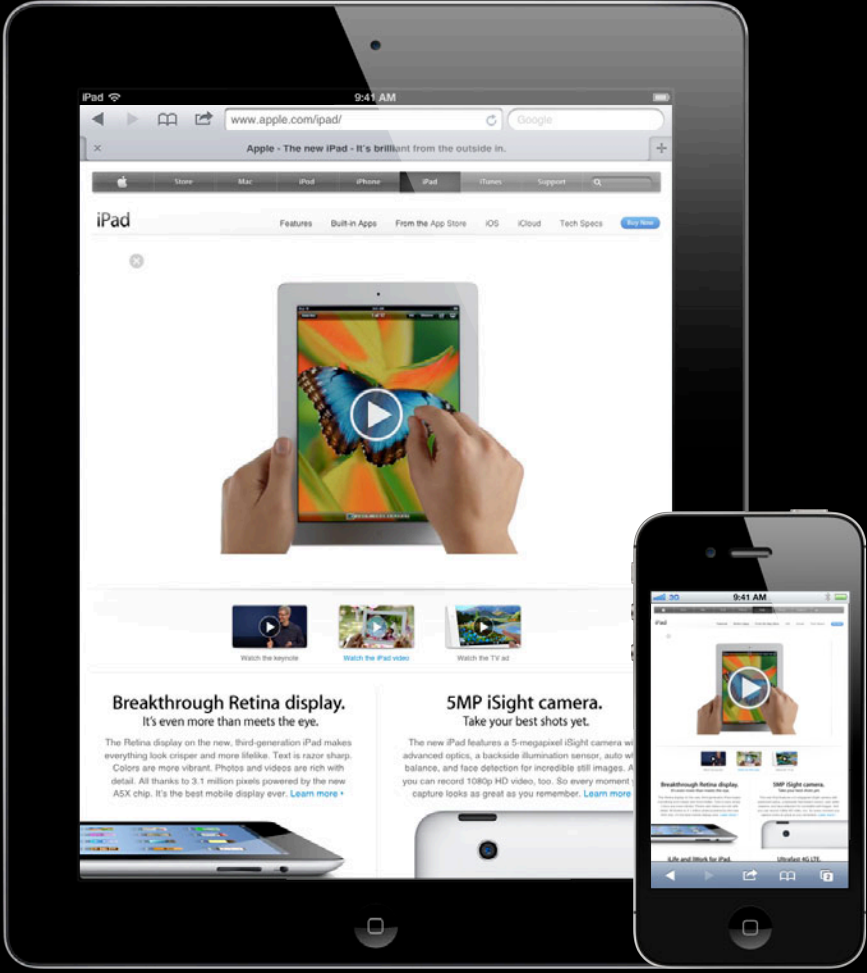 iPad
9:41 AM
www.apple.com/ipad/
Google
Apple - The new iPad - It's brilliant from the outside in.
Store Mac iPod iPhone iPad iTunes Support
iPad
Features Built-in Apps From the App Store iOS iCloud Tech Specs Buy Now
Watch the keynote
Watch the iPad video
Watch the TV ad
Breakthrough Retina display.
It's even more than meets the eye.
The Retina display on the new, third-generation iPad makes
everything look crisper and more lifelike. Text is razor sharp.
Colors are more vibrant. Photos and videos are rich with
detail. All thanks to 3.1 million pixels powered by the new
A5X chip. It's the best mobile display ever. Learn more
5MP iSight camera.
Take your best shots yet.
The new iPad features a 5-megapixel iSight camera wi
advanced optics, a backside illumination sensor, auto w
balance, and face detection for incredible still images. A
you can record 1080p HD video, too. So every moment
capture looks as great as you remember. Learn more
3G
9:41 AM
iPad
Breakthrough Retina display.
5MP iSight camera.
iLife and iWork for iPad.
Ultrafast 4G LTE.
2